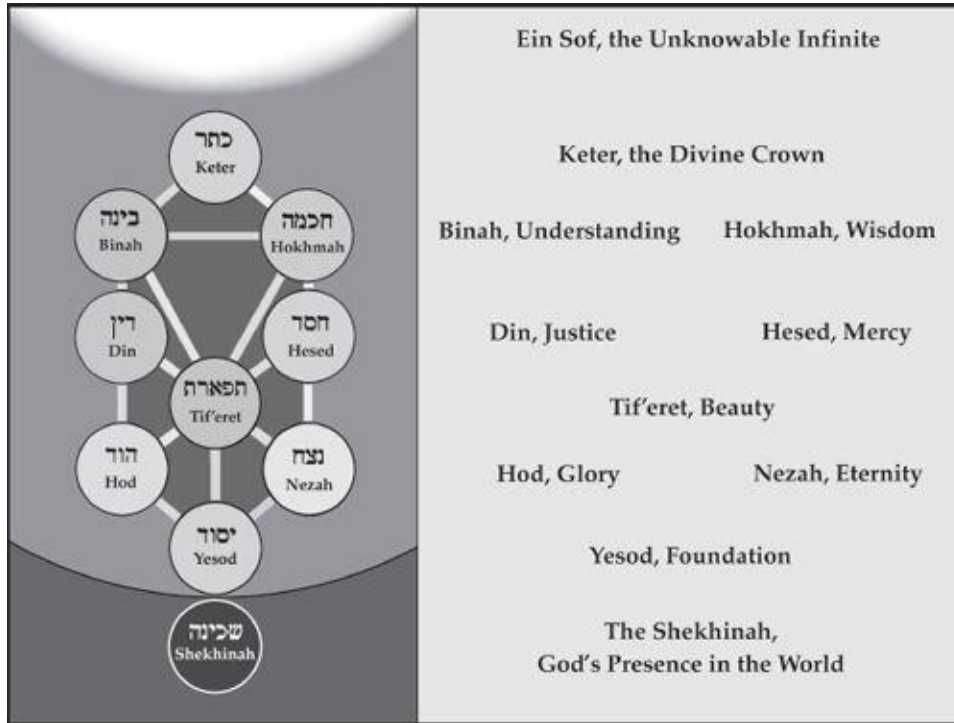 כתר
Keter
בינה
Binah
חכמה
Hokhmah
דין
Din
חסד
Hesed
תפארת
Tif'eret
הוד
Hod
נצח
Nezah
יסוד
Yesod
שכינה
Shekhinah
Ein Sof, the Unknowable Infinite
Keter, the Divine Crown
Binah, Understanding
Hokhmah, Wisdom
Din, Justice
Hesed, Mercy
Tif'eret, Beauty
Hod, Glory
Nezah, Eternity
Yesod, Foundation
The Shekhinah,
God's Presence in the World